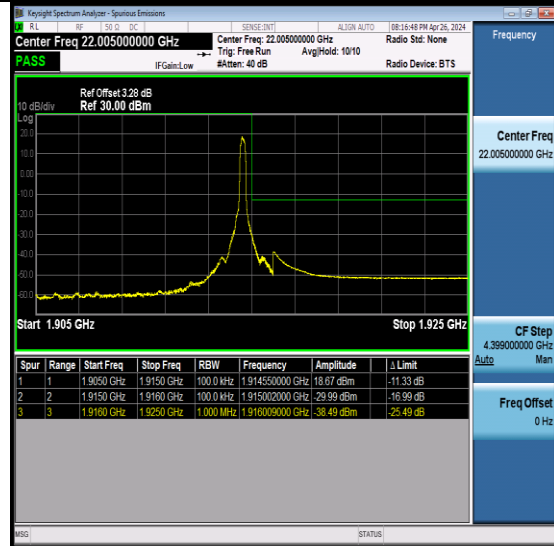 Keysight Spectrum Analyzer - Spurious Emissions
RL RF 50 Ω DC SENSE:INT ALIGN AUTO 08:16:48 PM Apr 26, 2024
Center Freq 22.005000000 GHz Center Freq: 22.005000000 GHz Radio Std: None Frequency
Trig: Free Run Avg|Hold: 10/10
PASS IFGain:Low #Atten: 40 dB Radio Device: BTS
Ref Offset 3.28 dB
10 dB/div Ref 30.00 dBm
Log
20.0
10.0
0.00
-10.0
-20.0
-30.0
-40.0
-50.0
-60.0
Start 1.905 GHz Stop 1.925 GHz
Center Freq
22.005000000 GHz
CF Step
4.399000000 GHz
Auto Man
Freq Offset
0 Hz
Spur Range Start Freq Stop Freq RBW Frequency Amplitude Δ Limit
1 1 1.9050 GHz 1.9150 GHz 100.0 kHz 1.914550000 GHz 18.67 dBm -11.33 dB
2 2 1.9150 GHz 1.9160 GHz 100.0 kHz 1.915002000 GHz -29.99 dBm -16.99 dB
3 3 1.9160 GHz 1.9250 GHz 1.000 MHz 1.916009000 GHz -38.49 dBm -25.49 dB
MSG STATUS